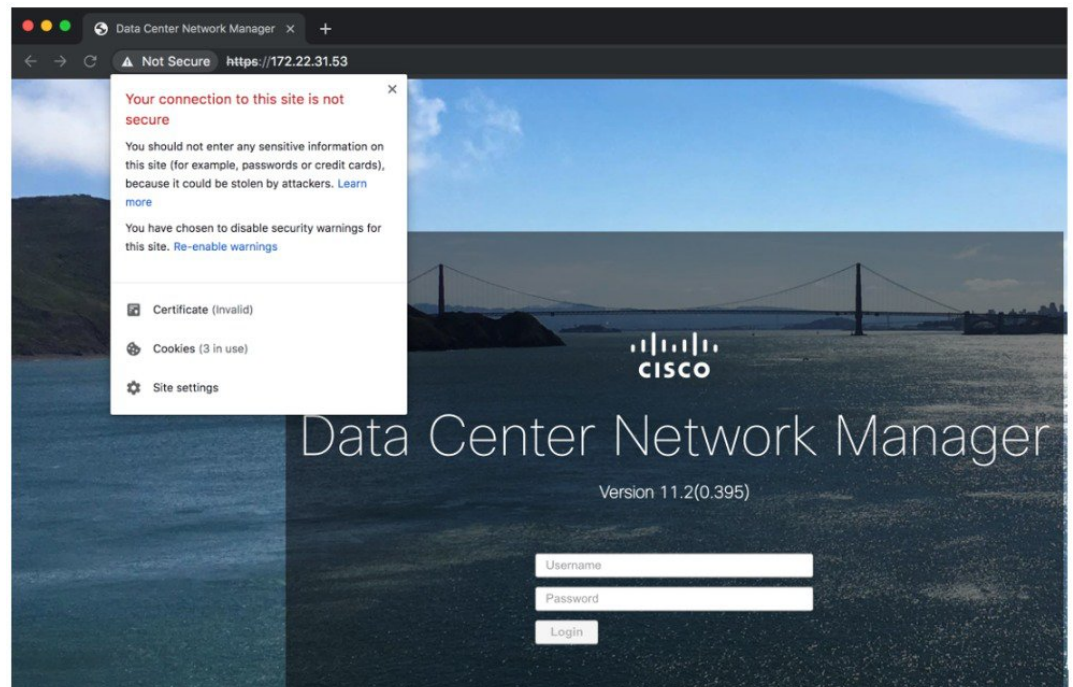 Data Center Network Manager
Not Secure https://172.22.31.53
Your connection to this site is not
secure
You should not enter any sensitive information on
this site (for example, passwords or credit cards),
because it could be stolen by attackers. Learn
more
You have chosen to disable security warnings for
this site. Re-enable warnings
Certificate (Invalid)
Cookies (3 in use)
Site settings
CISCO
Data Center Network Manager
Version 11.2(0.395)
Username
Password
Login